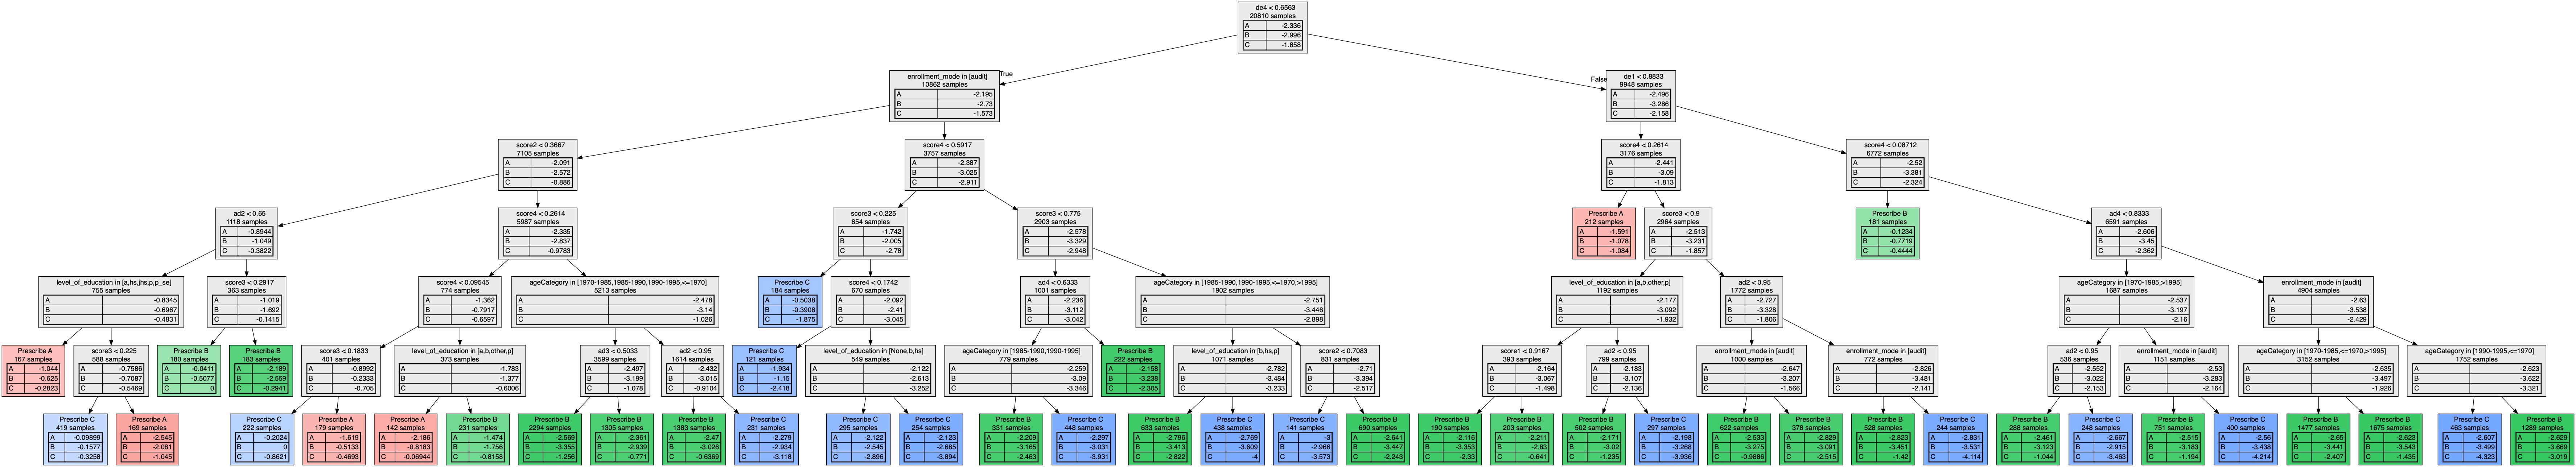 de4 < 0.6563
20810 samples
A -2.336
B -2.996
C -1.858
True
False
enrollment_mode in [audit]
10862 samples
A -2.195
B -2.73
C -1.573
de1 < 0.8833
9948 samples
A -2.496
B -3.286
C -2.158
score2 < 0.3667
7105 samples
A -2.091
B -2.572
C -0.886
score4 < 0.5917
3757 samples
A -2.387
B -3.025
C -2.911
score4 < 0.2614
3176 samples
A -2.441
B -3.09
C -1.813
score4 < 0.08712
6772 samples
A -2.52
B -3.381
C -2.324
ad2 < 0.65
1118 samples
A -0.8944
B -1.049
C -0.3822
score4 < 0.2614
5987 samples
A -2.335
B -2.837
C -0.9783
score3 < 0.225
854 samples
A -1.742
B -2.005
C -2.78
score3 < 0.775
2903 samples
A -2.578
B -3.329
C -2.948
Prescribe A
212 samples
A -1.591
B -1.078
C -1.084
score3 < 0.9
2964 samples
A -2.513
B -3.231
C -1.857
Prescribe B
181 samples
A -0.1234
B -0.7719
C -0.4444
ad4 < 0.8333
6591 samples
A -2.606
B -3.45
C -2.362
level_of_education in [a,hs,jhs,p,p_se]
755 samples
A -0.8345
B -0.6967
C -0.4831
score3 < 0.2917
363 samples
A -1.019
B -1.692
C -0.1415
score4 < 0.09545
774 samples
A -1.362
B -0.7917
C -0.6597
ageCategory in [1970-1985,1985-1990,1990-1995,<=1970]
5213 samples
A -2.478
B -3.14
C -1.026
Prescribe C
184 samples
A -0.5038
B -0.3908
C -1.875
score4 < 0.1742
670 samples
A -2.092
B -2.41
C -3.045
ad4 < 0.6333
1001 samples
A -2.236
B -3.112
C -3.042
ageCategory in [1985-1990,1990-1995,<=1970,>1995]
1902 samples
A -2.751
B -3.446
C -2.898
level_of_education in [a,b,other,p]
1192 samples
A -2.177
B -3.092
C -1.932
ad2 < 0.95
1772 samples
A -2.727
B -3.328
C -1.806
ageCategory in [1970-1985,>1995]
1687 samples
A -2.537
B -3.197
C -2.16
enrollment_mode in [audit]
4904 samples
A -2.63
B -3.538
C -2.429
Prescribe A
167 samples
A -1.044
B -0.625
C -0.2823
score3 < 0.225
588 samples
A -0.7586
B -0.7087
C -0.5469
Prescribe B
180 samples
A -0.0411
B -0.5077
C 0
Prescribe B
183 samples
A -2.189
B -2.559
C -0.2941
score3 < 0.1833
401 samples
A -0.8992
B -0.2333
C -0.705
level_of_education in [a,b,other,p]
373 samples
A -1.783
B -1.377
C -0.6006
ad3 < 0.5033
3599 samples
A -2.497
B -3.199
C -1.078
ad2 < 0.95
1614 samples
A -2.432
B -3.015
C -0.9104
Prescribe C
121 samples
A -1.934
B -1.15
C -2.418
level_of_education in [None,b,hs]
549 samples
A -2.122
B -2.613
C -3.252
ageCategory in [1985-1990,1990-1995]
779 samples
A -2.259
B -3.09
C -3.346
Prescribe B
222 samples
A -2.158
B -3.238
C -2.305
level_of_education in [b,hs,p]
1071 samples
A -2.782
B -3.484
C -3.233
score2 < 0.7083
831 samples
A -2.71
B -3.394
C -2.517
score1 < 0.9167
393 samples
A -2.164
B -3.067
C -1.498
ad2 < 0.95
799 samples
A -2.183
B -3.107
C -2.136
enrollment_mode in [audit]
1000 samples
A -2.647
B -3.207
C -1.566
enrollment_mode in [audit]
772 samples
A -2.826
B -3.481
C -2.141
ad2 < 0.95
536 samples
A -2.552
B -3.022
C -2.153
enrollment_mode in [audit]
1151 samples
A -2.53
B -3.283
C -2.164
ageCategory in [1970-1985,<=1970,>1995]
3152 samples
A -2.635
B -3.497
C -1.926
ageCategory in [1990-1995,<=1970]
1752 samples
A -2.623
B -3.622
C -3.321
Prescribe C
419 samples
A -0.09899
B -0.1577
C -0.3258
Prescribe A
169 samples
A -2.545
B -2.081
C -1.045
Prescribe C
222 samples
A -0.2024
B 0
C -0.8621
Prescribe A
179 samples
A -1.619
B -0.5133
C -0.4693
Prescribe A
142 samples
A -2.186
B -0.8183
C -0.06944
Prescribe B
231 samples
A -1.474
B -1.756
C -0.8158
Prescribe B
2294 samples
A -2.569
B -3.355
C -1.256
Prescribe B
1305 samples
A -2.361
B -2.939
C -0.771
Prescribe B
1383 samples
A -2.47
B -3.026
C -0.6369
Prescribe C
231 samples
A -2.279
B -2.934
C -3.118
Prescribe C
295 samples
A -2.122
B -2.545
C -2.896
Prescribe C
254 samples
A -2.123
B -2.685
C -3.894
Prescribe B
331 samples
A -2.209
B -3.165
C -2.463
Prescribe C
448 samples
A -2.297
B -3.031
C -3.931
Prescribe B
633 samples
A -2.796
B -3.413
C -2.822
Prescribe C
438 samples
A -2.769
B -3.609
C -4
Prescribe C
141 samples
A -3
B -2.966
C -3.573
Prescribe B
690 samples
A -2.641
B -3.447
C -2.243
Prescribe B
190 samples
A -2.116
B -3.353
C -2.33
Prescribe B
203 samples
A -2.211
B -2.83
C -0.641
Prescribe B
502 samples
A -2.171
B -3.02
C -1.235
Prescribe C
297 samples
A -2.198
B -3.268
C -3.936
Prescribe B
622 samples
A -2.533
B -3.275
C -0.9886
Prescribe B
378 samples
A -2.829
B -3.091
C -2.515
Prescribe B
528 samples
A -2.823
B -3.451
C -1.42
Prescribe C
244 samples
A -2.831
B -3.531
C -4.114
Prescribe B
288 samples
A -2.461
B -3.123
C -1.044
Prescribe C
248 samples
A -2.667
B -2.915
C -3.463
Prescribe B
751 samples
A -2.515
B -3.183
C -1.194
Prescribe C
400 samples
A -2.56
B -3.438
C -4.214
Prescribe B
1477 samples
A -2.65
B -3.441
C -2.407
Prescribe B
1675 samples
A -2.623
B -3.543
C -1.435
Prescribe C
463 samples
A -2.607
B -3.499
C -4.323
Prescribe B
1289 samples
A -2.629
B -3.669
C -3.019